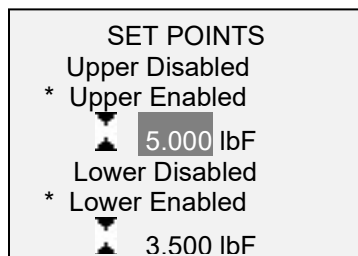 SET POINTS
Upper Disabled
* Upper Enabled
5.000 lbF
Lower Disabled
* Lower Enabled
3.500 lbF